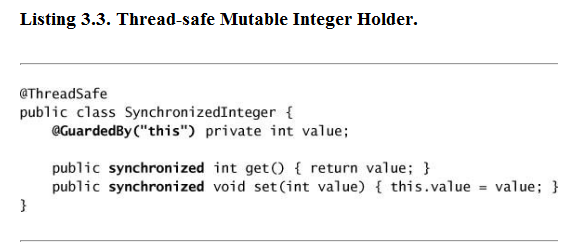 Listing 3.3. Thread-safe Mutable Integer Holder.
@ThreadSafe
public class SynchronizedInteger {
    @GuardedBy("this") private int value;

    public synchronized int get() { return value; }
    public synchronized void set(int value) { this.value = value; }
}